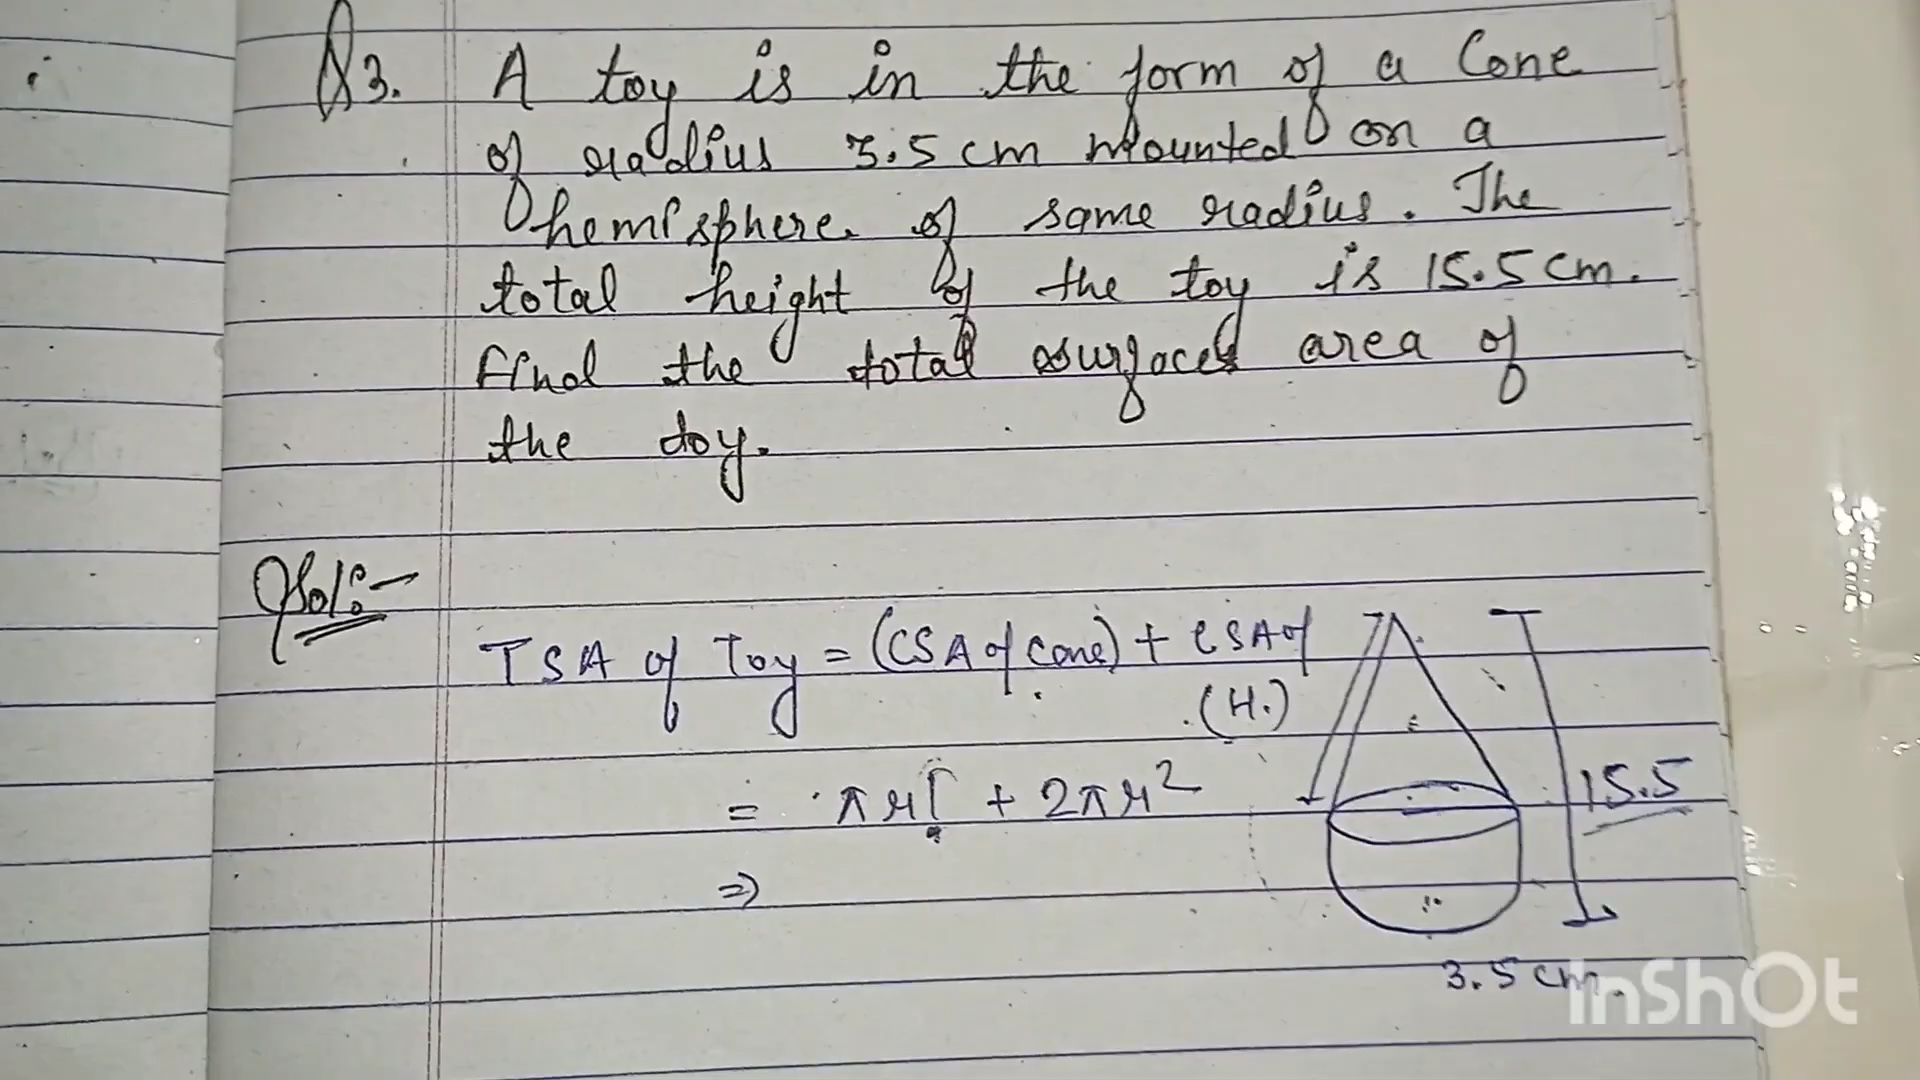 Q3. A toy is in the form of a Cone
of radius 3.5 cm mounted on a
hemisphere of same radius. The
total height of the toy is 15.5 cm.
find the total surface area of
the toy.
Sol:-
TSA of Toy = (CSA of Cone) + CSA of
(H.)
= πrl + 2πr²
⇒
15.5
3.5 cm.
InShOt